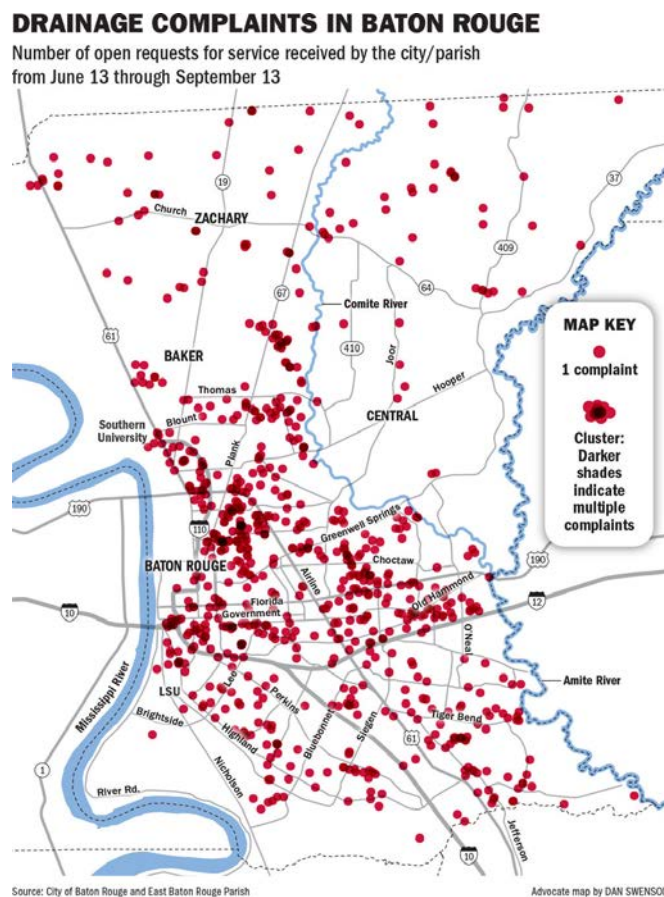 DRAINAGE COMPLAINTS IN BATON ROUGE
Number of open requests for service received by the city/parish
from June 13 through September 13
19
37
Church
ZACHARY
409
67
64
Comite River
61
410
Joor
MAP KEY
1 complaint
BAKER
Thomas
Hooper
CENTRAL
Southern
University
Blount
Plank
Cluster:
Darker
shades
indicate
multiple
complaints
190
110
Greenwell Springs
BATON ROUGE
Choctaw
190
Airline
Florida
Old Hammond
10
Government
12
O'Neal
Mississippi River
LSU
Lee
Perkins
Amite River
Brightside
Highland
Bluebonnet
Siegen
Tiger Bend
61
Nicholson
1
River Rd.
Jefferson
10
Source: City of Baton Rouge and East Baton Rouge Parish
Advocate map by DAN SWENSON